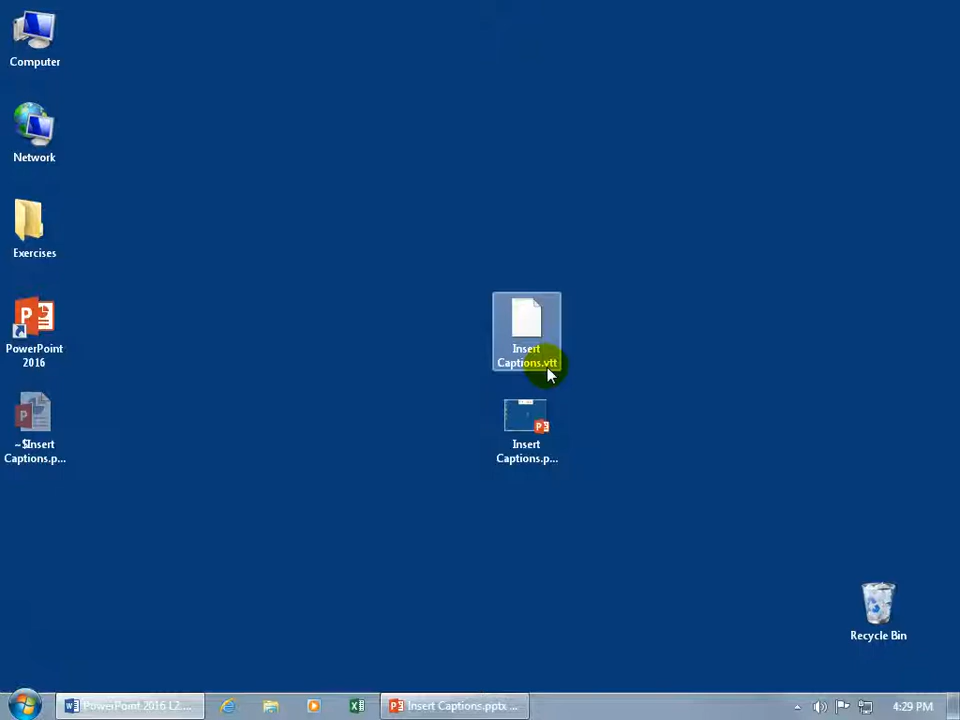 Computer
Network
Exercises
PowerPoint
2016
~$Insert
Captions.p...
Insert
Captions.vtt
Insert
Captions.p...
Recycle Bin
PowerPoint 2016 L2....
Insert Captions.pptx ...
4:29 PM